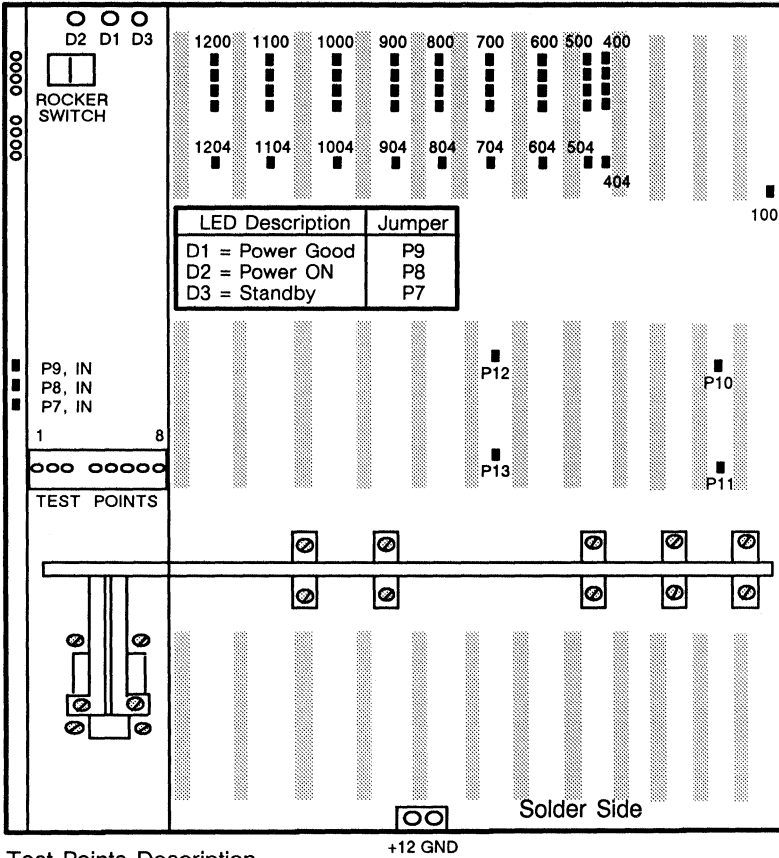 D2 D1 D3
ROCKER
SWITCH
1200 1100 1000 900 800 700 600 500 400
1204 1104 1004 904 804 704 604 504
404
100
LED Description Jumper
D1 = Power Good P9
D2 = Power ON P8
D3 = Standby P7
P9, IN
P8, IN
P7, IN
P12
P10
1 8
P13
P11
TEST POINTS
Solder Side
+12 GND
Test Points Description